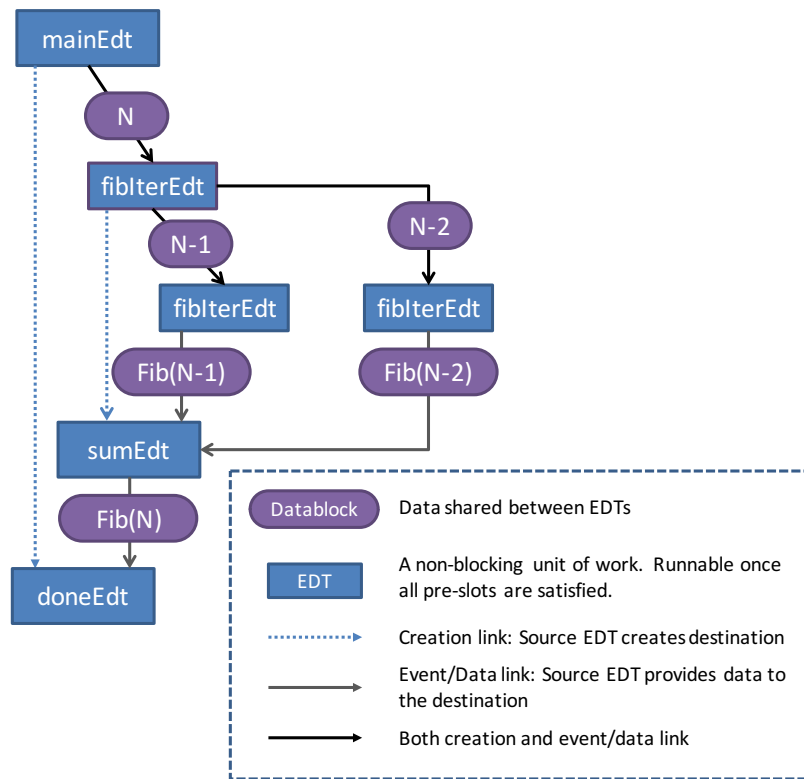 mainEdt
N
fibIterEdt
N-1
N-2
fibIterEdt
fibIterEdt
Fib(N-1)
Fib(N-2)
sumEdt
Fib(N)
doneEdt
Datablock
Data shared between EDTs
EDT
A non-blocking unit of work. Runnable once
all pre-slots are satisfied.
Creation link: Source EDT creates destination
Event/Data link: Source EDT provides data to
the destination
Both creation and event/data link